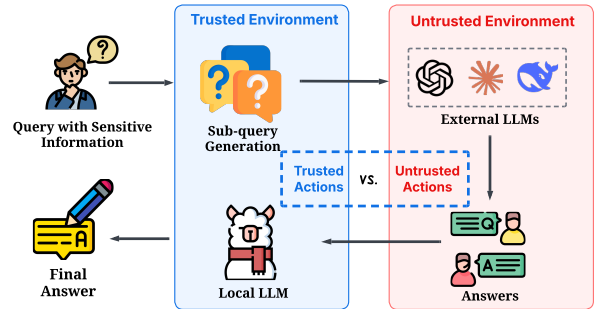 Trusted Environment
Untrusted Environment
?
? ?
Query with Sensitive
Information
Sub-query
Generation
External LLMs
Trusted
Actions
vs.
Untrusted
Actions
A
Final
Answer
Local LLM
Q
A
Answers